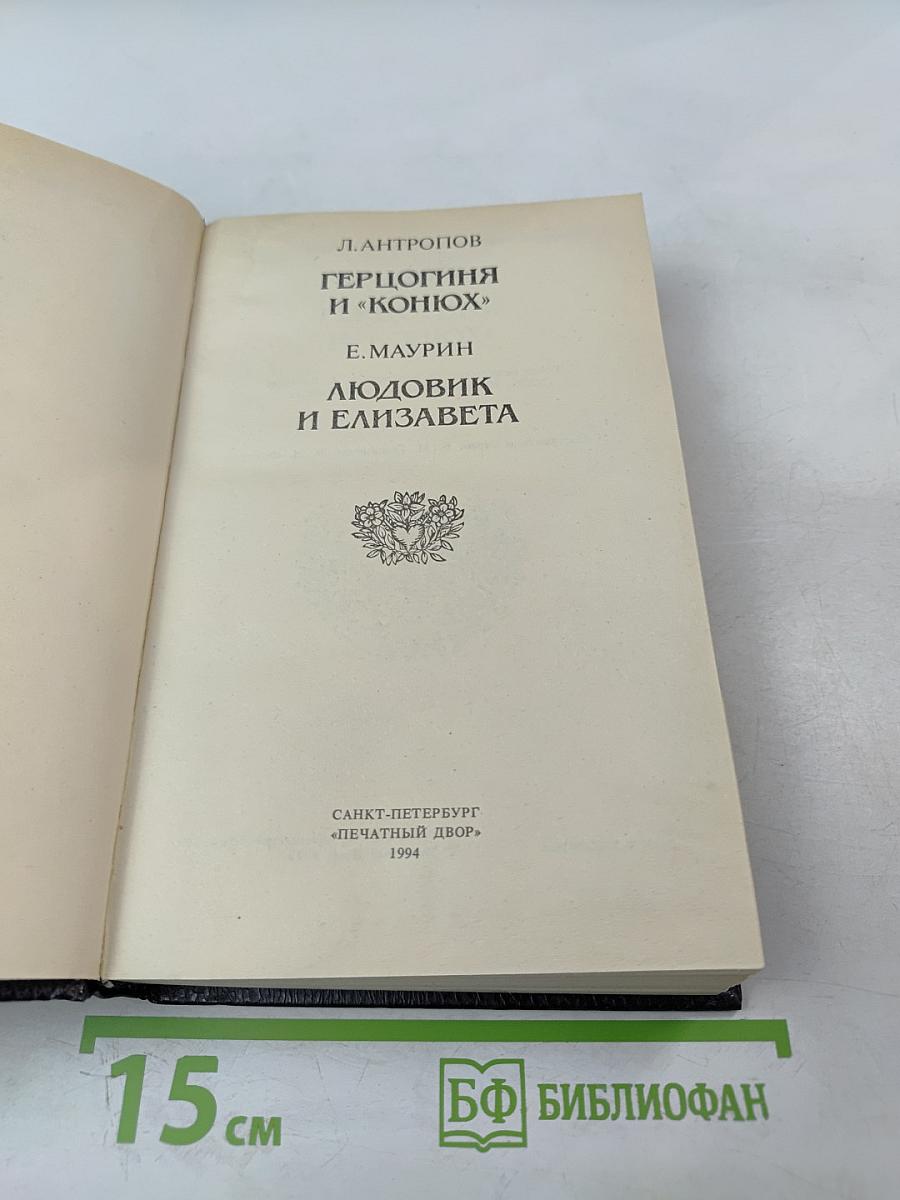 Л. АНТРОПОВ
ГЕРЦОГИНЯ
И «КОНЮХ»
Е. МАУРИН
ЛЮДОВИК
И ЕЛИЗАВЕТА
САНКТ-ПЕТЕРБУРГ
«ПЕЧАТНЫЙ ДВОР»
1994
15 см
БФ БИБЛИОФАН